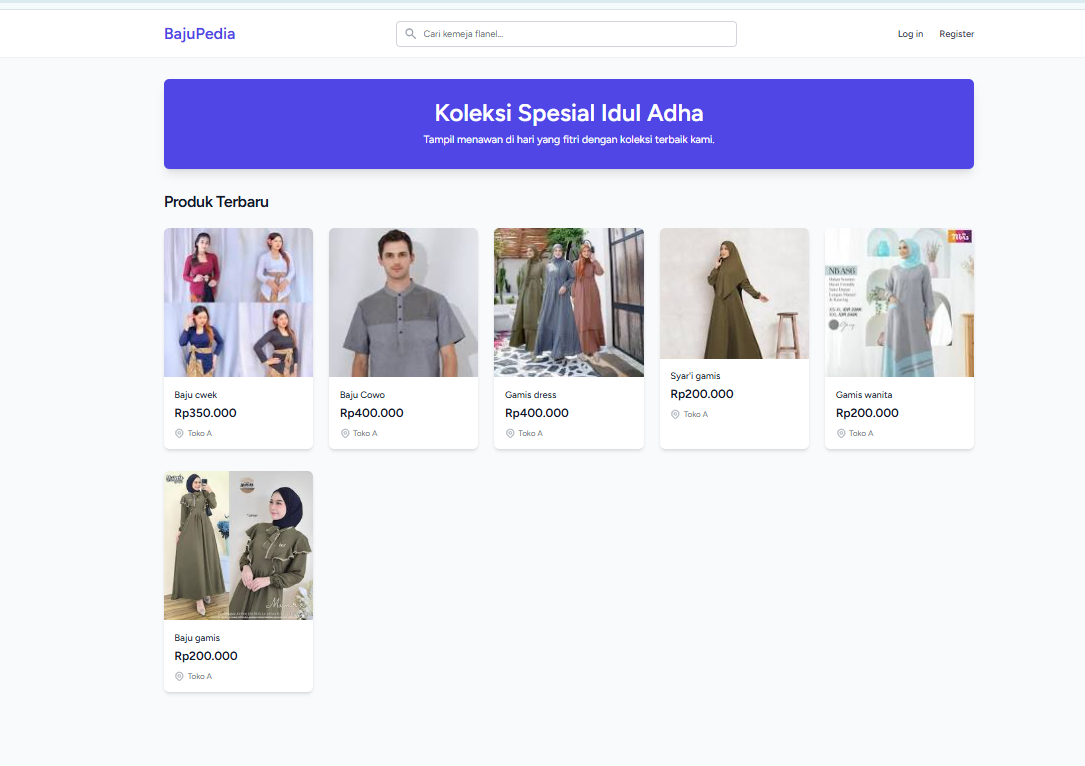 BajuPedia
Cari kemeja flanel...
Log in
Register
Koleksi Spesial Idul Adha
Tampil menawan di hari yang fitri dengan koleksi terbaik kami.
Produk Terbaru
Baju cwek
Rp350.000
Toko A
Baju Cowo
Rp400.000
Toko A
Gamis dress
Rp400.000
Toko A
Syar'i gamis
Rp200.000
Toko A
NBA86
Gamis wanita
Rp200.000
Toko A
Baju gamis
Rp200.000
Toko A